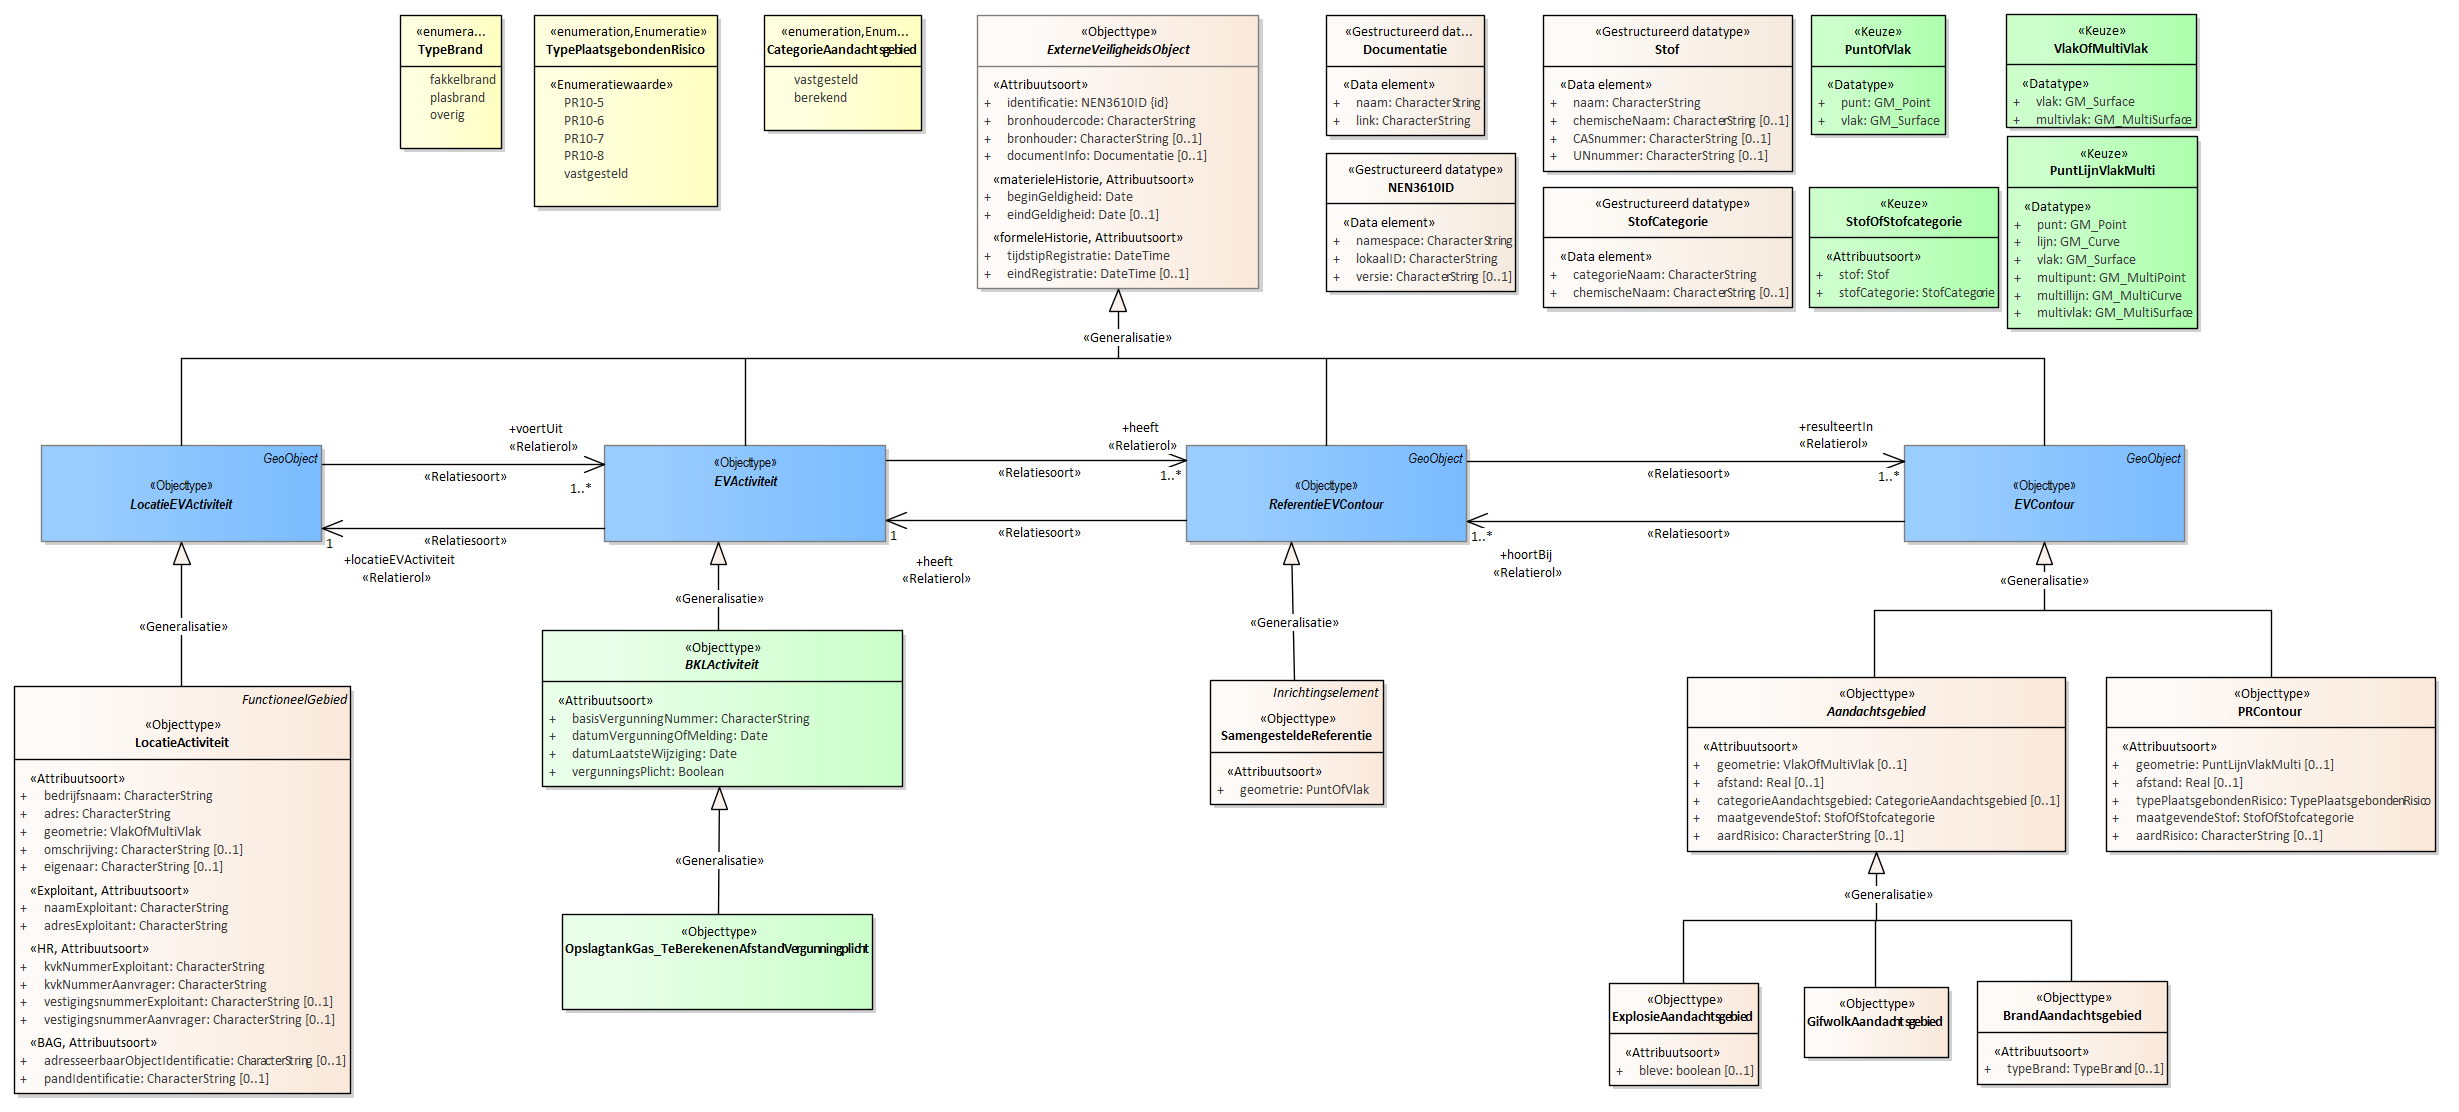 «enumera...
TypeBrand
fakkelbrand
plasbrand
overig
«enumeration,Enumeratie»
TypePlaatsgebondenRisico
«Enumeratiewaarde»
PR10-5
PR10-6
PR10-7
PR10-8
vastgesteld
«enumeration,Enum...
CategorieAandachtsgebied
vastgesteld
berekend
«Objecttype»
ExterneVeiligheidsObject
«Attribuutsoort»
+ identificatie: NEN3610ID {id}
+ bronhoudercode: CharacterString
+ bronhouder: CharacterString [0..1]
+ documentInfo: Documentatie [0..1]
«materieleHistorie, Attribuutsoort»
+ beginGeldigheid: Date
+ eindGeldigheid: Date [0..1]
«formeleHistorie, Attribuutsoort»
+ tijdstipRegistratie: DateTime
+ eindRegistratie: DateTime [0..1]
«Gestructureerd dat...
Documentatie
«Data element»
+ naam: CharacterString
+ link: CharacterString
«Gestructureerd datatype»
NEN3610ID
«Data element»
+ namespace: CharacterString
+ lokaalID: CharacterString
+ versie: CharacterString [0..1]
«Gestructureerd datatype»
Stof
«Data element»
+ naam: CharacterString
+ chemischeNaam: CharacterString [0..1]
+ CASnummer: CharacterString [0..1]
+ UNnummer: CharacterString [0..1]
«Gestructureerd datatype»
StofCategorie
«Data element»
+ categorieNaam: CharacterString
+ chemischeNaam: CharacterString [0..1]
«Keuze»
PuntOfVlak
«Datatype»
+ punt: GM_Point
+ vlak: GM_Surface
«Keuze»
StofOfStofcategorie
«Attribuutsoort»
+ stof: Stof
+ stofCategorie: StofCategorie
«Keuze»
VlakOfMultiVlak
«Datatype»
+ vlak: GM_Surface
+ multivlak: GM_MultiSurface
«Keuze»
PuntLijnVlakMulti
«Datatype»
+ punt: GM_Point
+ lijn: GM_Curve
+ vlak: GM_Surface
+ multipunt: GM_MultiPoint
+ multilijn: GM_MultiCurve
+ multivlak: GM_MultiSurface
«Generalisatie»
GeoObject
«Objecttype»
LocatieEVActiviteit
+voertUit
«Relatierol»
«Relatiesoort»
1..*
«Relatiesoort»
1
+locatieEVActiviteit
«Relatierol»
«Objecttype»
EVActiviteit
+heeft
«Relatierol»
«Relatiesoort»
1..*
«Relatiesoort»
1
+heeft
«Relatierol»
GeoObject
«Objecttype»
ReferentieEVContour
+resulteertIn
«Relatierol»
«Relatiesoort»
1..*
«Relatiesoort»
1..*
+hoortBij
«Relatierol»
GeoObject
«Objecttype»
EVContour
«Generalisatie»
«Generalisatie»
«Generalisatie»
«Generalisatie»
FunctioneelGebied
«Objecttype»
LocatieActiviteit
«Attribuutsoort»
+ bedrijfsnaam: CharacterString
+ adres: CharacterString
+ geometrie: VlakOfMultiVlak
+ omschrijving: CharacterString [0..1]
+ eigenaar: CharacterString [0..1]
«Exploitant, Attribuutsoort»
+ naamExploitant: CharacterString
+ adresExploitant: CharacterString
«HR, Attribuutsoort»
+ kvkNummerExploitant: CharacterString
+ kvkNummerAanvrager: CharacterString
+ vestigingsnummerExploitant: CharacterString [0..1]
+ vestigingsnummerAanvrager: CharacterString [0..1]
«BAG, Attribuutsoort»
+ adresseerbaarObjectIdentificatie: CharacterString [0..1]
+ pandIdentificatie: CharacterString [0..1]
«Objecttype»
BKLActiviteit
«Attribuutsoort»
+ basisVergunningNummer: CharacterString
+ datumVergunningOfMelding: Date
+ datumLaatsteWijziging: Date
+ vergunningsPlicht: Boolean
«Generalisatie»
«Objecttype»
OpslagtankGas_TeBerekenenAfstandVergunningplicht
Inrichtingselement
«Objecttype»
SamengesteldeReferentie
«Attribuutsoort»
+ geometrie: PuntOfVlak
«Objecttype»
Aandachtsgebied
«Attribuutsoort»
+ geometrie: VlakOfMultiVlak [0..1]
+ afstand: Real [0..1]
+ categorieAandachtsgebied: CategorieAandachtsgebied [0..1]
+ maatgevendeStof: StofOfStofcategorie
+ aardRisico: CharacterString [0..1]
«Objecttype»
PRContour
«Attribuutsoort»
+ geometrie: PuntLijnVlakMulti [0..1]
+ afstand: Real [0..1]
+ typePlaatsgebondenRisico: TypePlaatsgebondenRisico
+ maatgevendeStof: StofOfStofcategorie
+ aardRisico: CharacterString [0..1]
«Generalisatie»
«Objecttype»
ExplosieAandachtsgebied
«Attribuutsoort»
+ bleve: boolean [0..1]
«Objecttype»
GifwolkAandachtsgebied
«Objecttype»
BrandAandachtsgebied
«Attribuutsoort»
+ typeBrand: TypeBrand [0..1]